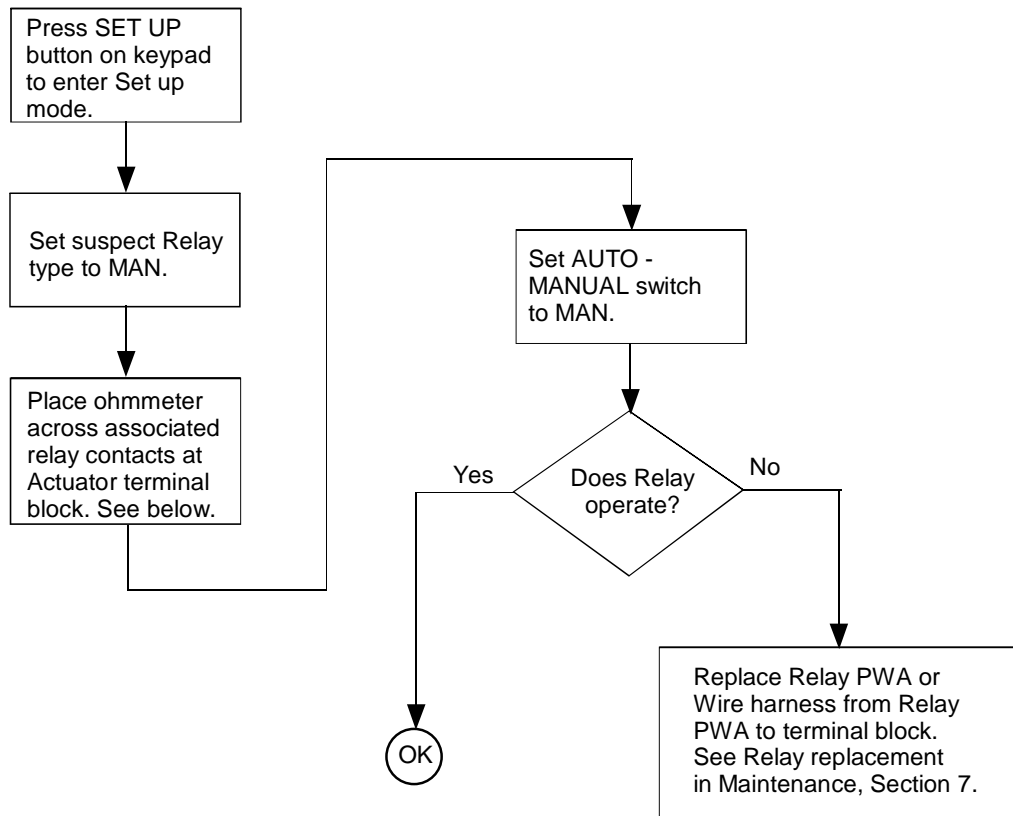 Press SET UP
button on keypad
to enter Set up
mode.
Set suspect Relay
type to MAN.
Place ohmmeter
across associated
relay contacts at
Actuator terminal
block. See below.
Set AUTO -
MANUAL switch
to MAN.
Does Relay
operate?
Yes
No
OK
Replace Relay PWA or
Wire harness from Relay
PWA to terminal block.
See Relay replacement
in Maintenance, Section 7.